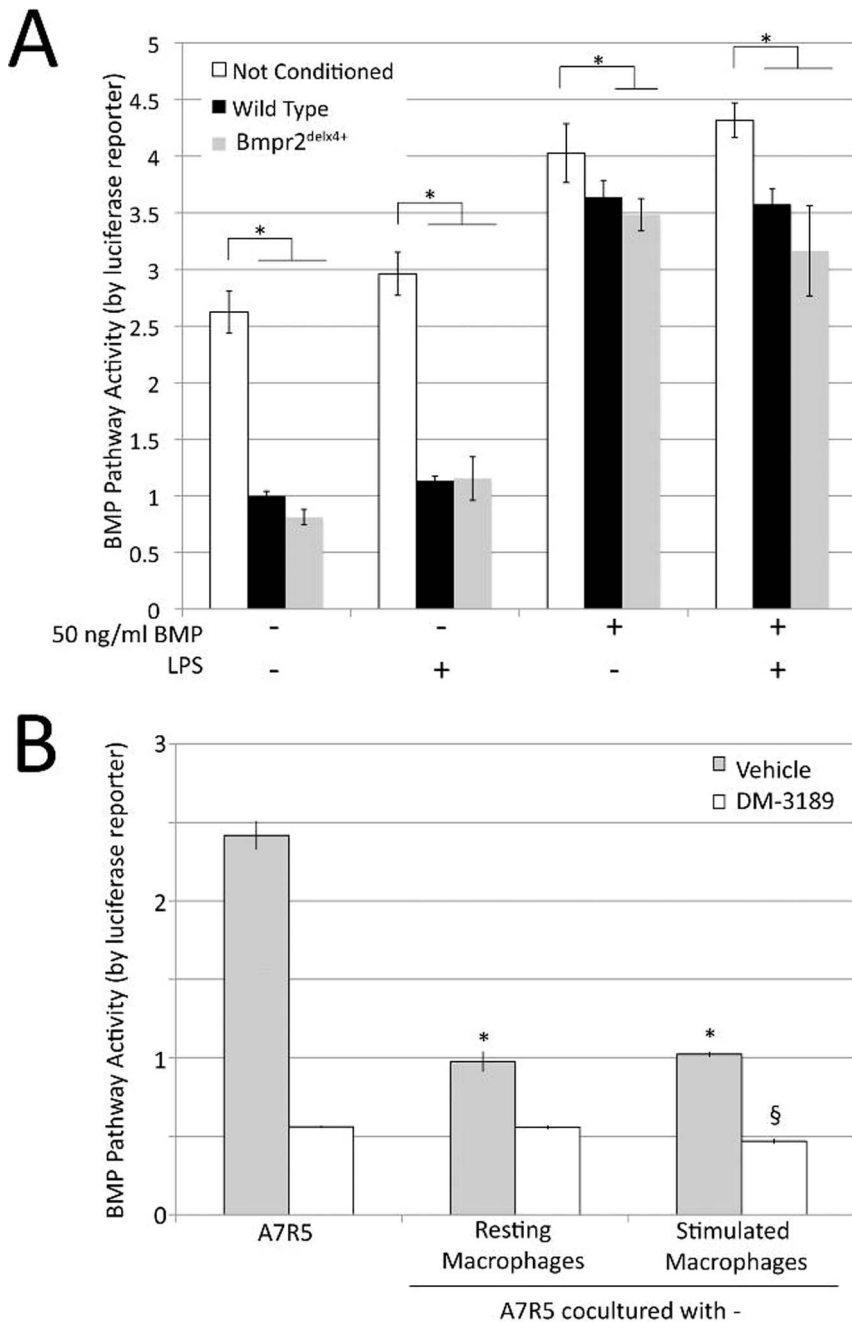 A
BMP Pathway Activity (by luciferase reporter)
5
4.5
4
3.5
3
2.5
2
1.5
1
0.5
0
Not Conditioned
Wild Type
Bmpr2delx4+
*
*
*
*
50 ng/ml BMP - - + +
LPS - + - +
B
BMP Pathway Activity (by luciferase reporter)
3
2
1
0
Vehicle
DM-3189
*
*
§
A7R5
Resting
Macrophages
Stimulated
Macrophages
A7R5 cocultured with -